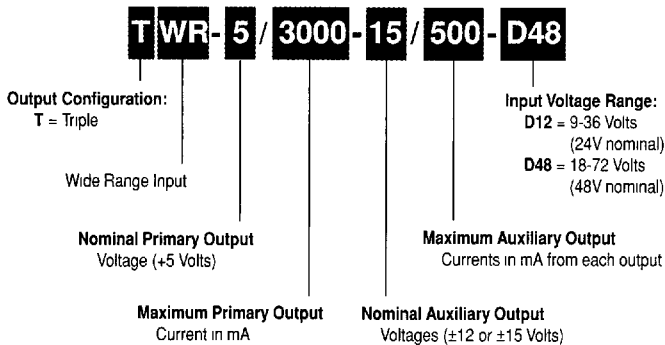 TWR-5/3000-15/500-D48
Output Configuration:
T = Triple
Input Voltage Range:
D12 = 9-36 Volts
(24V nominal)
D48 = 18-72 Volts
(48V nominal)
Wide Range Input
Nominal Primary Output
Voltage (+5 Volts)
Maximum Auxiliary Output
Currents in mA from each output
Maximum Primary Output
Current in mA
Nominal Auxiliary Output
Voltages (±12 or ±15 Volts)